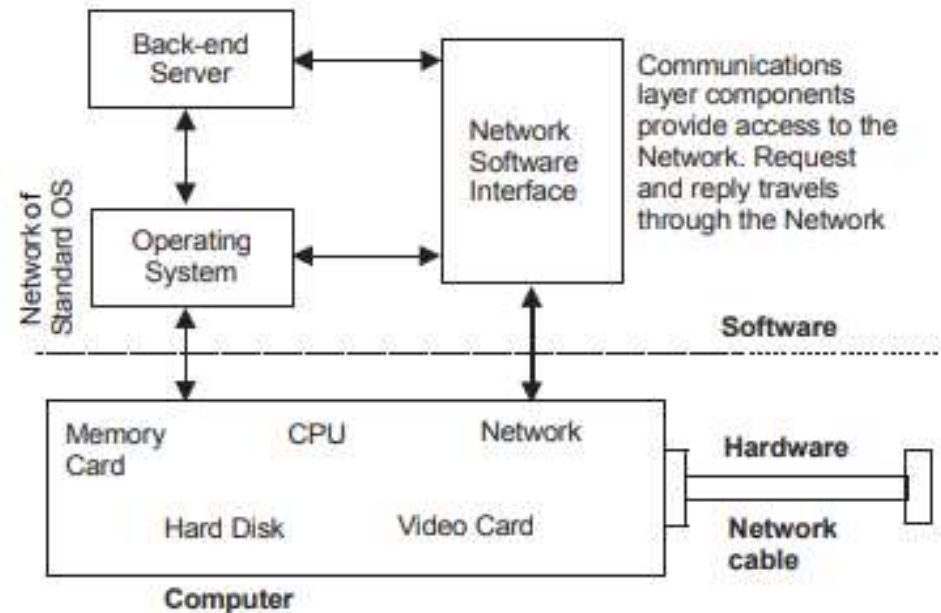 Back-end
Server
Network
Software
Interface
Communications
layer components
provide access to the
Network. Request
and reply travels
through the Network
Network of
Standard OS
Operating
System
Software
Memory
Card
CPU
Network
Hard Disk
Video Card
Hardware
Network
cable
Computer